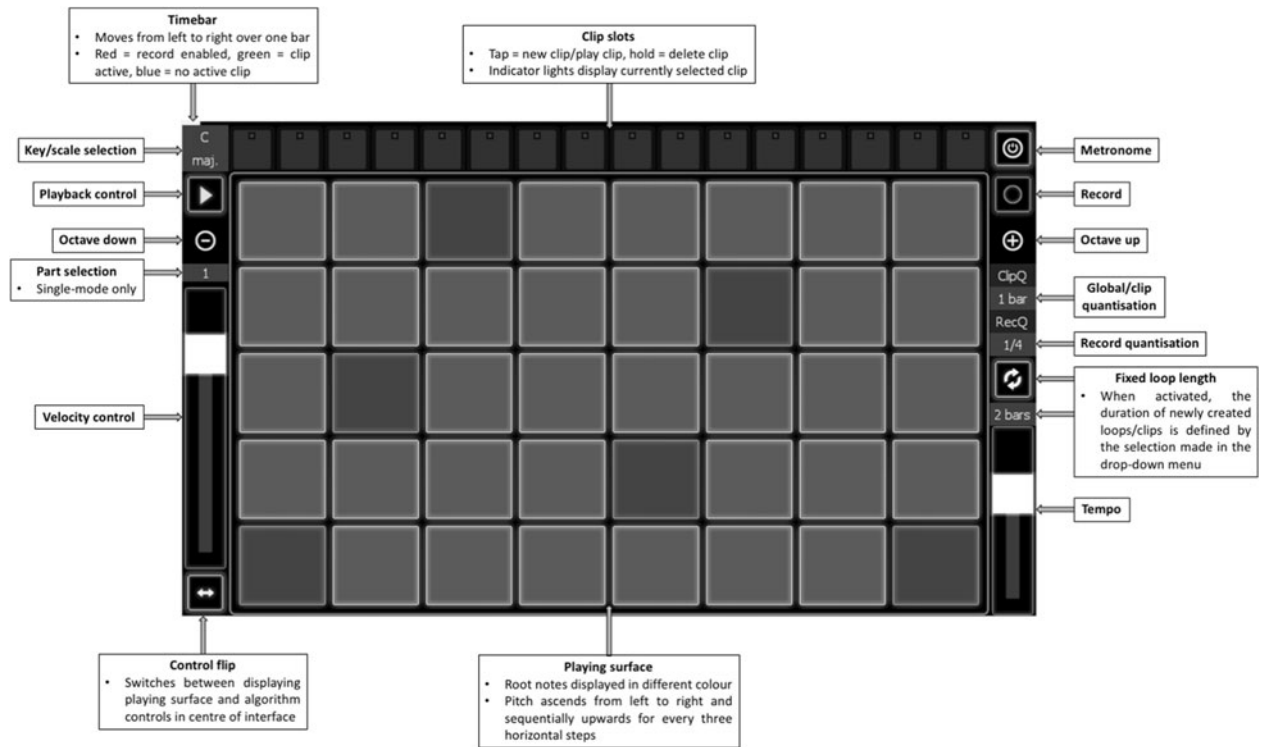 Timebar
• Moves from left to right over one bar
• Red = record enabled, green = clip
active, blue = no active clip
Clip slots
• Tap = new clip/play clip, hold = delete clip
• Indicator lights display currently selected clip
Key/scale selection
C
maj.
Metronome
Playback control
Record
Octave down
Octave up
Part selection
• Single-mode only
1
ClipQ
1 bar
Global/clip
quantisation
RecQ
1/4
Record quantisation
Fixed loop length
• When activated, the
duration of newly created
loops/clips is defined by
the selection made in the
drop-down menu
2 bars
Velocity control
Tempo
Control flip
• Switches between displaying
playing surface and algorithm
controls in centre of interface
Playing surface
• Root notes displayed in different colour
• Pitch ascends from left to right and
sequentially upwards for every three
horizontal steps